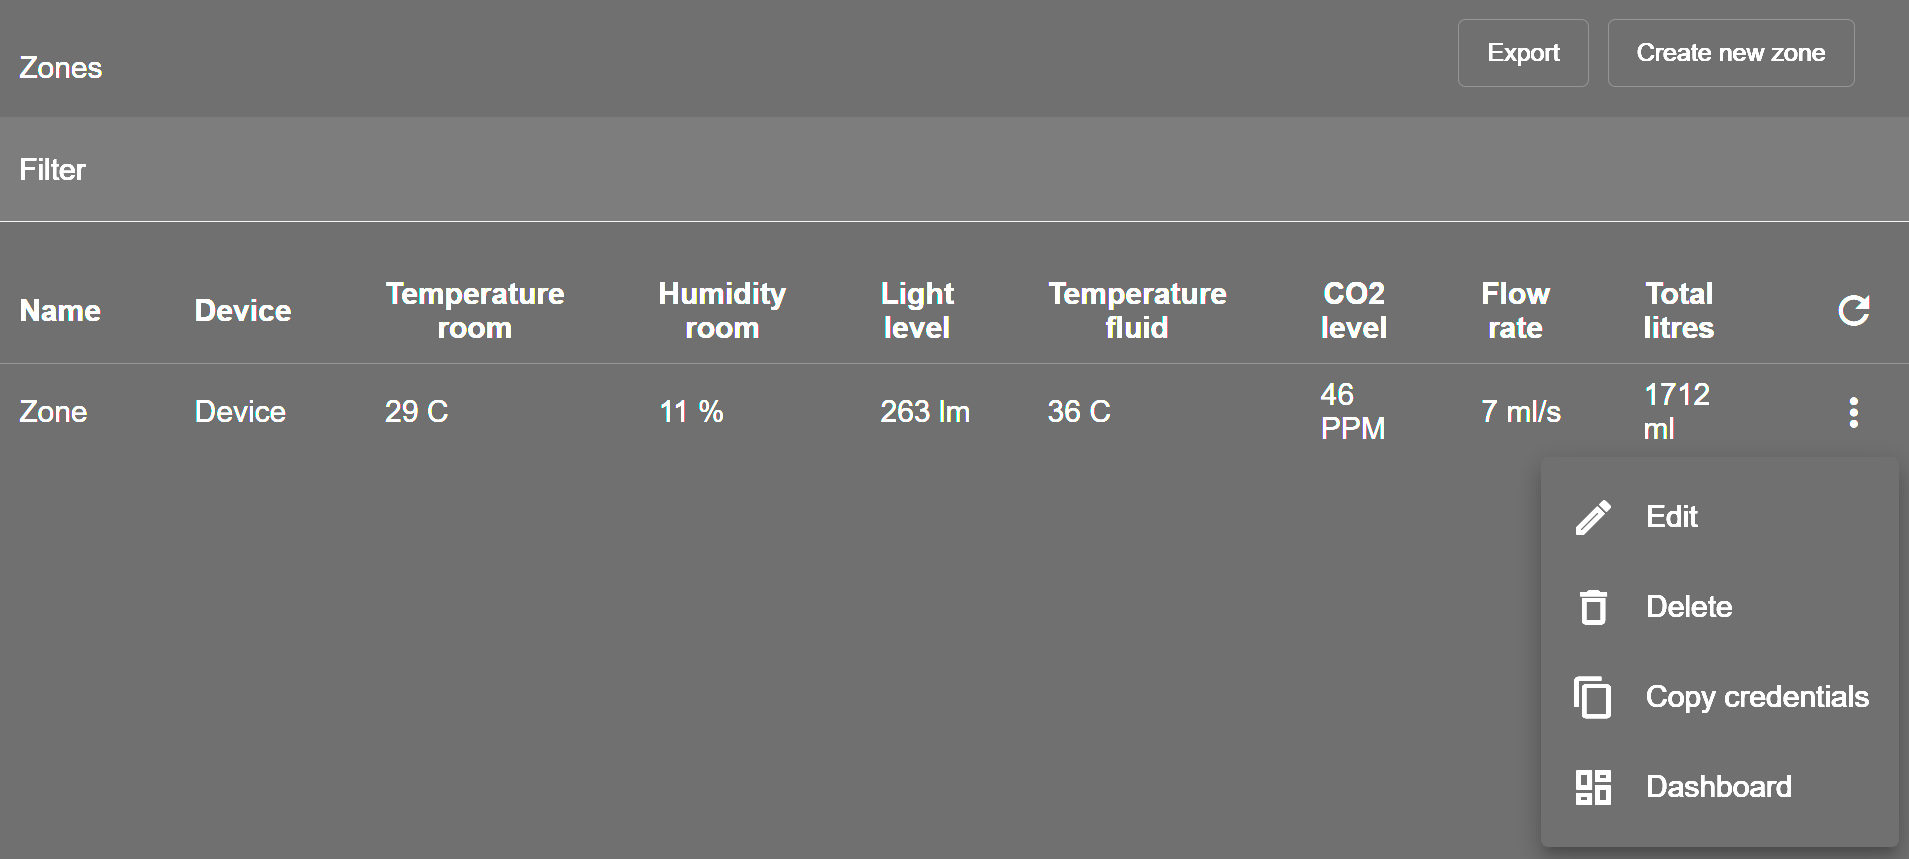 Zones
Export
Create new zone
Filter
Name
Device
Temperature
room
Humidity
room
Light
level
Temperature
fluid
CO2
level
Flow
rate
Total
litres
Zone
Device
29 C
11 %
263 lm
36 C
46
PPM
7 ml/s
1712
ml
Edit
Delete
Copy credentials
Dashboard